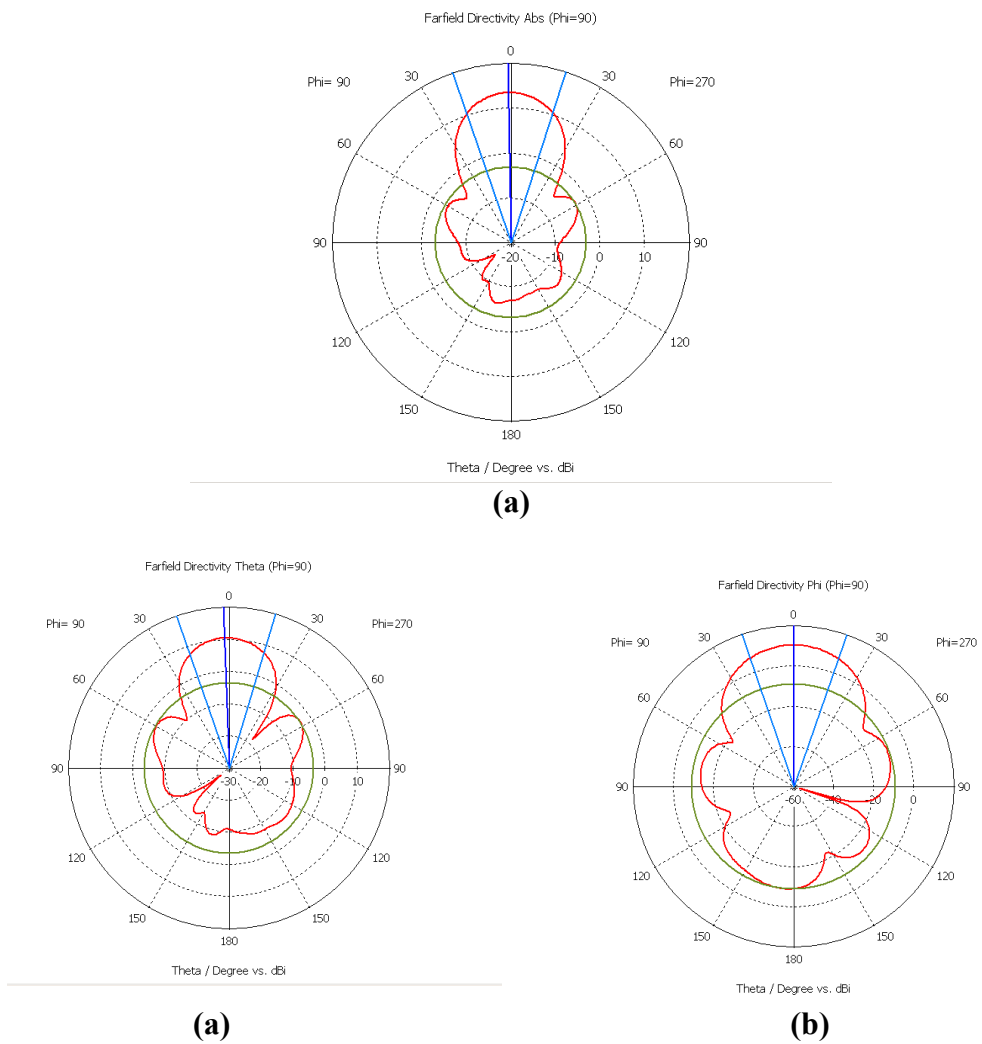 Farfield Directivity Abs (Phi=90)
0
Phi= 90 30 30 Phi=270
60 60
90 -20 -10 0 10 90
120 120
150 150
180
Theta / Degree vs. dBi
(a)
Farfield Directivity Theta (Phi=90)
0
Phi= 90 30 30 Phi=270
60 60
90 -30 -20 -10 0 10 90
120 120
150 150
180
Theta / Degree vs. dBi
(a)
Farfield Directivity Phi (Phi=90)
0
Phi= 90 30 30 Phi=270
60 60
90 -60 -40 -20 0 90
120 120
150 150
180
Theta / Degree vs. dBi
(b)